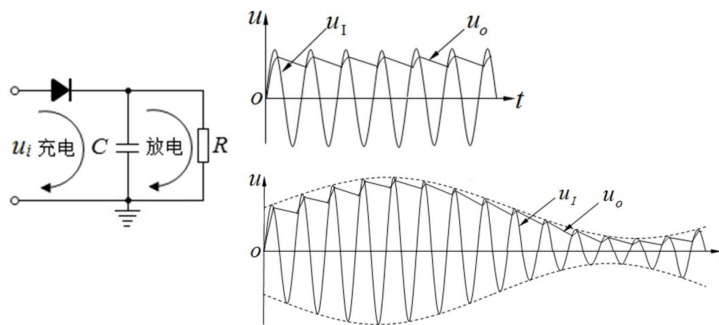 u_i 充电 C 放电 R
u u_I u_o
O t
u u_I u_o
O